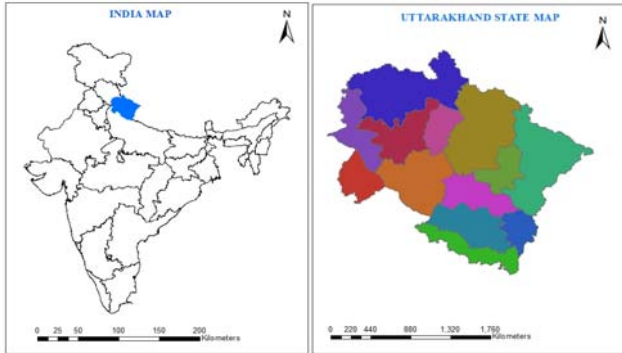 INDIA MAP
N
0 25 50 100 150 200
Kilometers
UTTARAKHAND STATE MAP
N
0 220 440 880 1,320 1,760
Kilometers